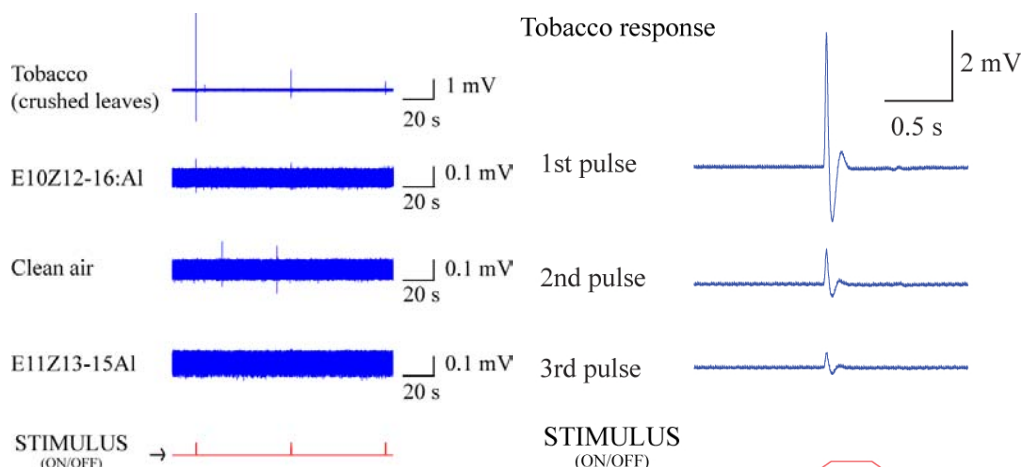 Tobacco
(crushed leaves)
1 mV
20 s
E10Z12-16:Al
0.1 mV
20 s
Clean air
0.1 mV
20 s
E11Z13-15Al
0.1 mV
20 s
STIMULUS
(ON/OFF)
Tobacco response
2 mV
0.5 s
1st pulse
2nd pulse
3rd pulse
STIMULUS
(ON/OFF)